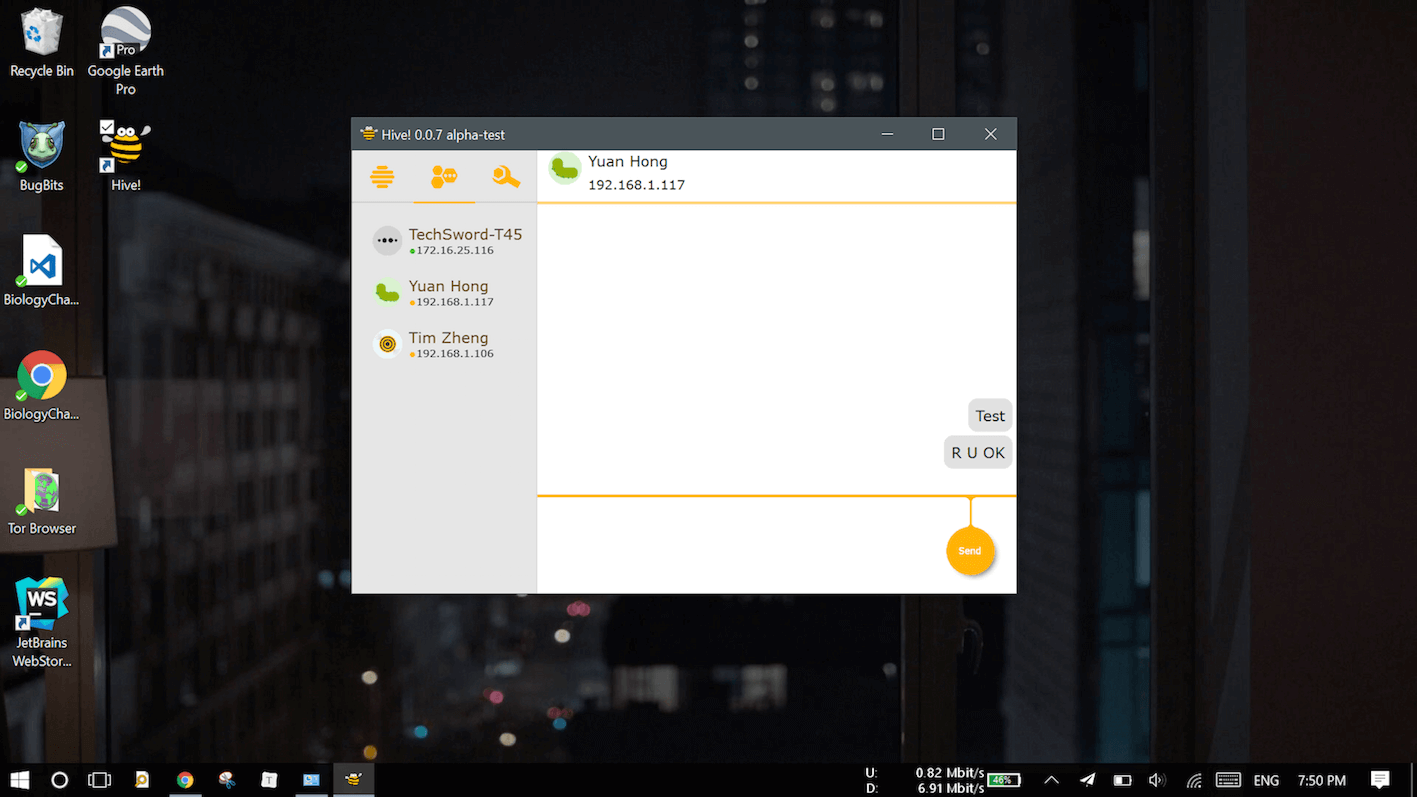 Recycle Bin
Pro
Google Earth
Pro
BugBits
Hive!
BiologyCha...
BiologyCha...
Tor Browser
WS
JetBrains
WebStor...
Hive! 0.0.7 alpha-test
Yuan Hong
192.168.1.117
TechSword-T45
172.16.25.116
Yuan Hong
192.168.1.117
Tim Zheng
192.168.1.106
Test
R U OK
Send
T
U: 0.82 Mbit/s
D: 6.91 Mbit/s
46%
ENG
7:50 PM